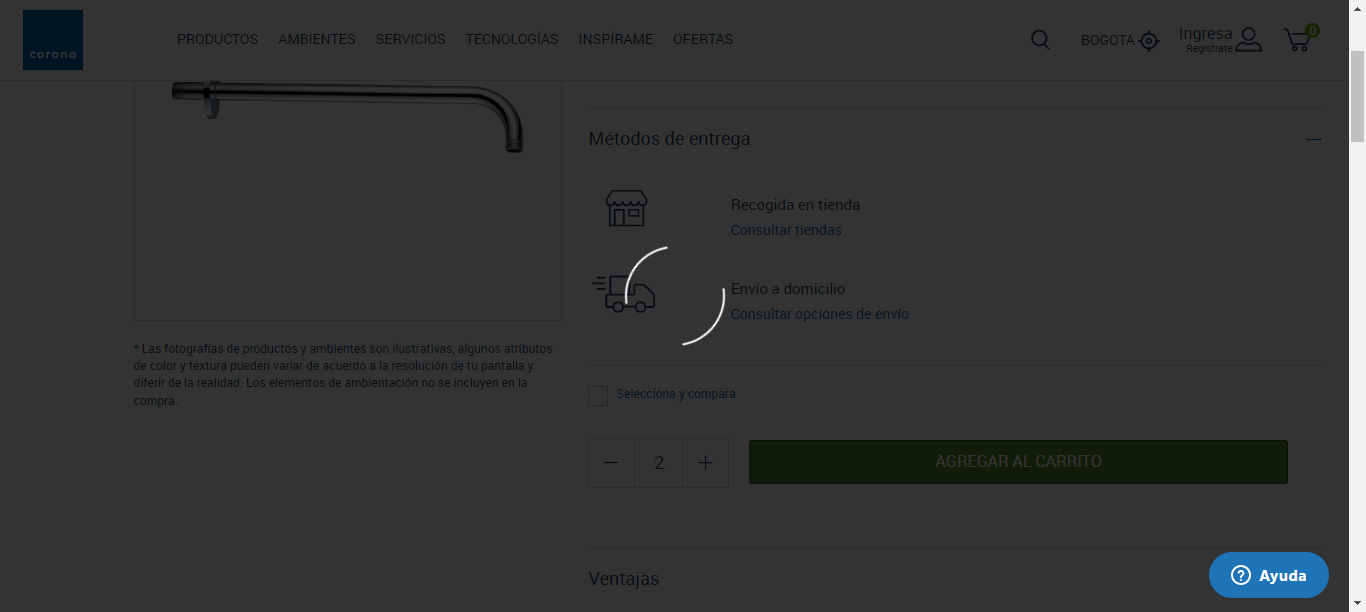 corona
PRODUCTOS AMBIENTES SERVICIOS TECNOLOGÍAS INSPÍRAME OFERTAS
BOGOTA
Ingresa
Regístrate
0
Métodos de entrega
Recogida en tienda
Consultar tiendas
Envío a domicilio
Consultar opciones de envío
* Las fotografías de productos y ambientes son ilustrativas, algunos atributos
de color y textura pueden variar de acuerdo a la resolución de tu pantalla y
diferir de la realidad. Los elementos de ambientación no se incluyen en la
compra.
Selecciona y compara
2
AGREGAR AL CARRITO
Ventajas
Ayuda